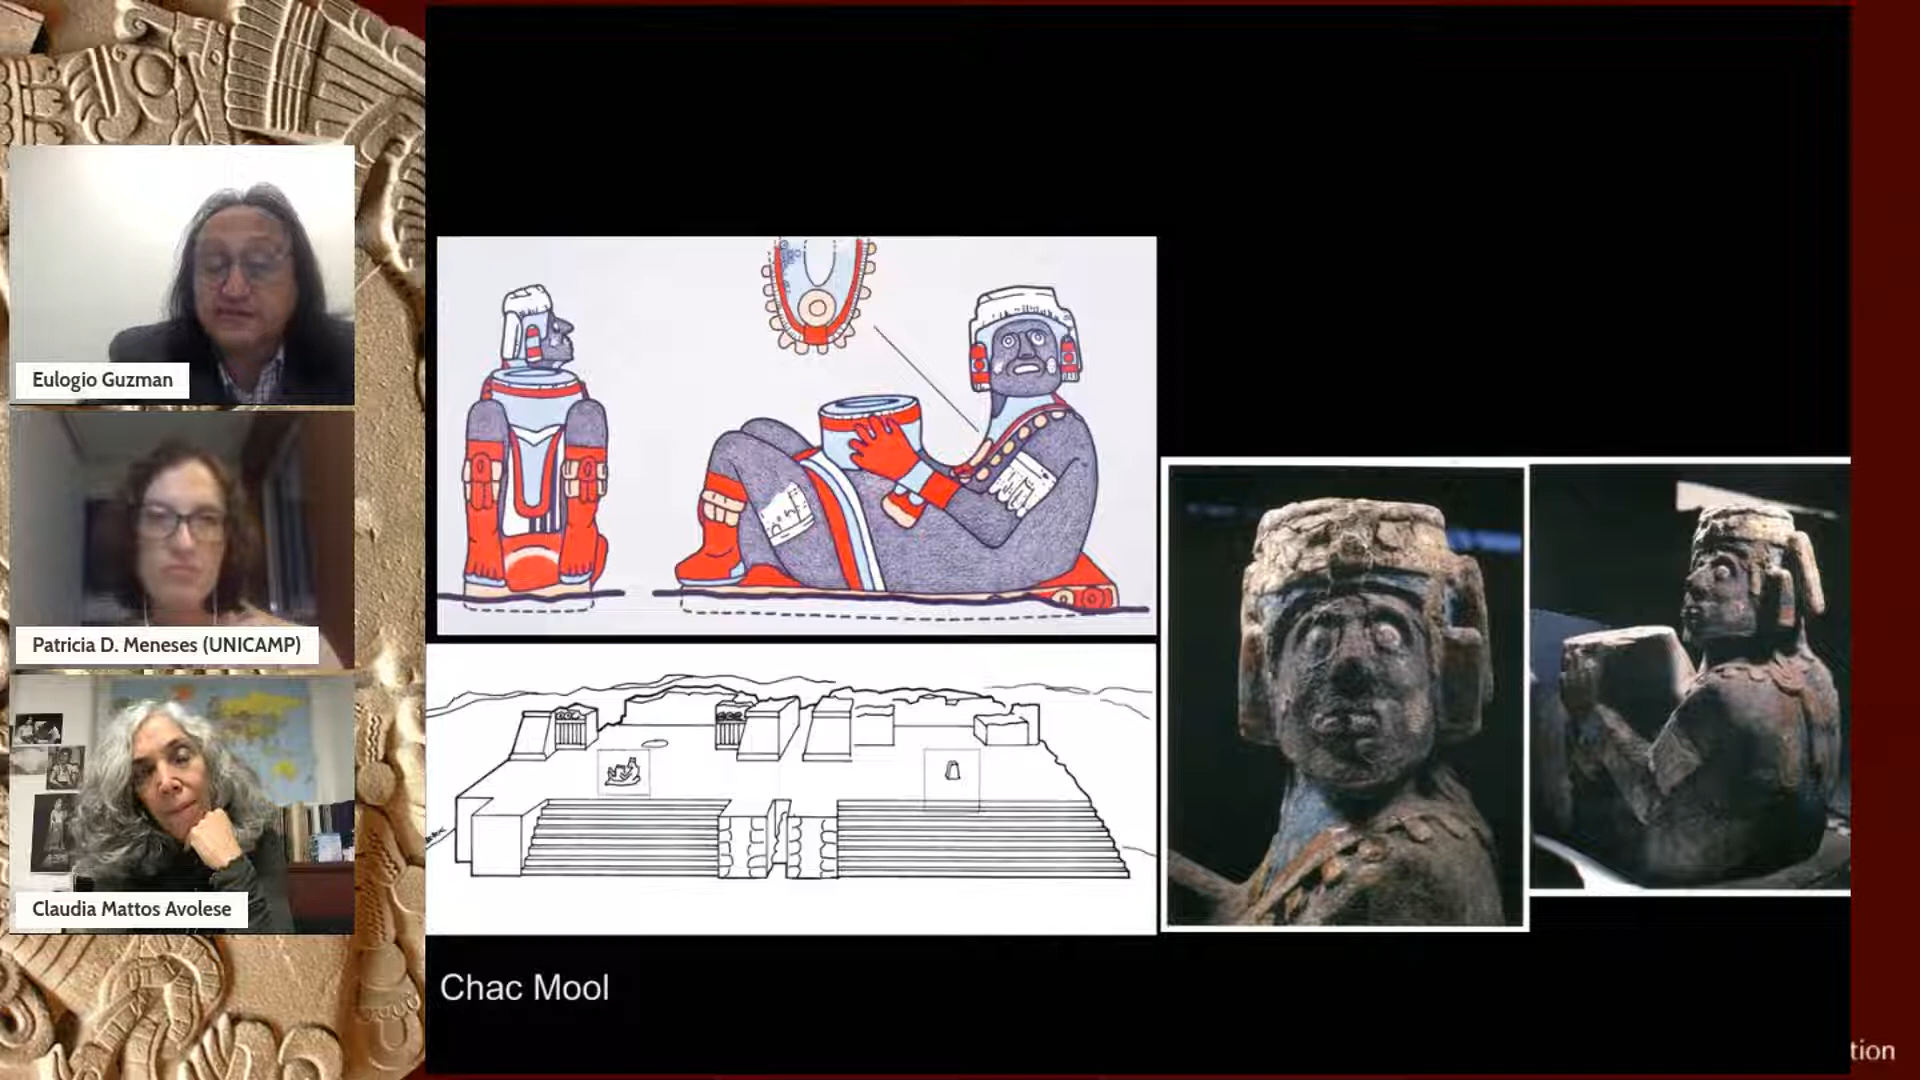 Eulogio Guzman
Patricia D. Meneses (UNICAMP)
Claudia Mattos Avolese
Chac Mool
tion